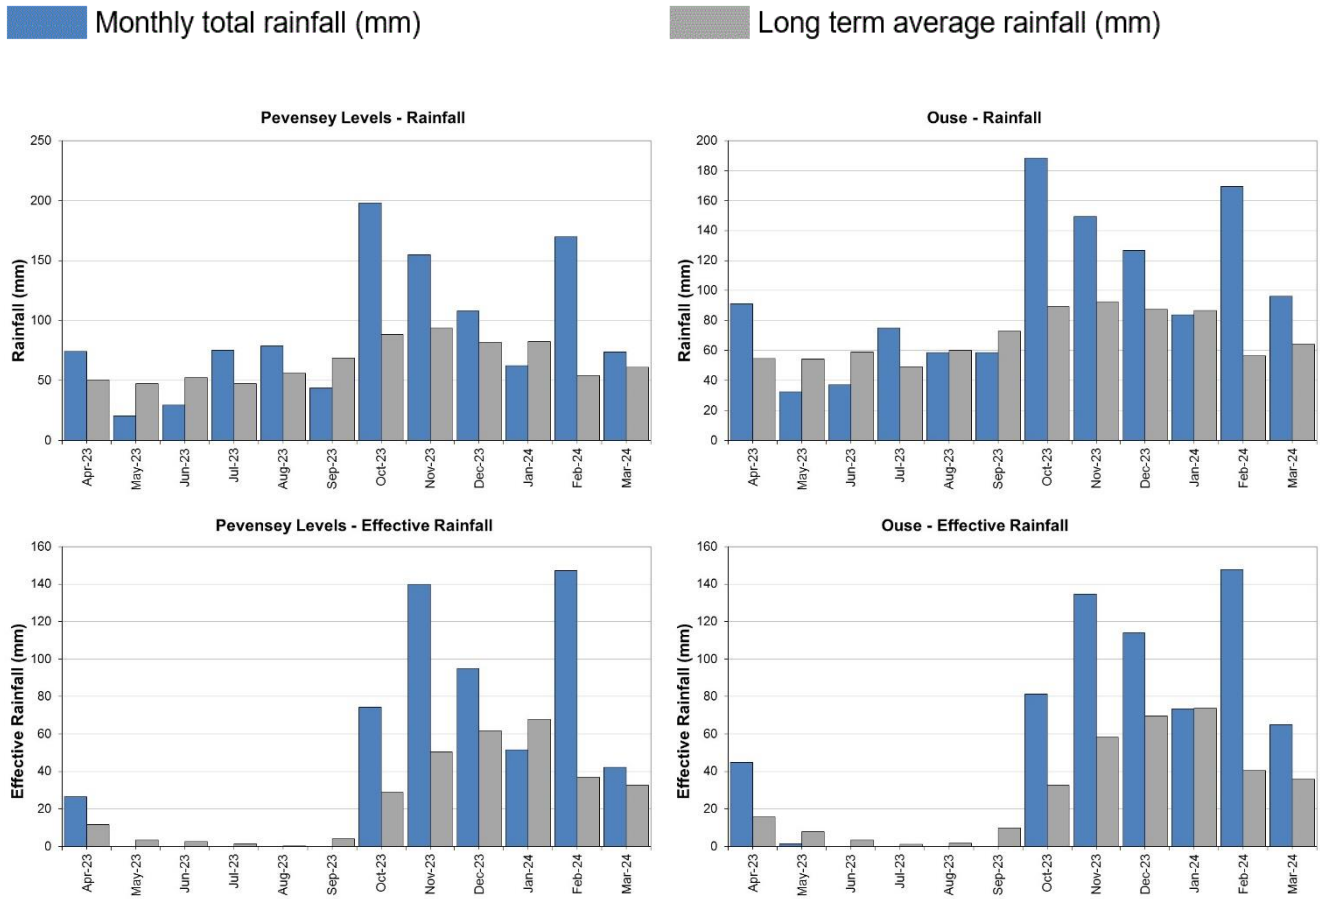 Monthly total rainfall (mm)
Long term average rainfall (mm)
Pevensey Levels - Rainfall
Rainfall (mm)
250
200
150
100
50
0
Apr-23
May-23
Jun-23
Jul-23
Aug-23
Sep-23
Oct-23
Nov-23
Dec-23
Jan-24
Feb-24
Mar-24
Ouse - Rainfall
Rainfall (mm)
200
180
160
140
120
100
80
60
40
20
0
Apr-23
May-23
Jun-23
Jul-23
Aug-23
Sep-23
Oct-23
Nov-23
Dec-23
Jan-24
Feb-24
Mar-24
Pevensey Levels - Effective Rainfall
Effective Rainfall (mm)
160
140
120
100
80
60
40
20
0
Apr-23
May-23
Jun-23
Jul-23
Aug-23
Sep-23
Oct-23
Nov-23
Dec-23
Jan-24
Feb-24
Mar-24
Ouse - Effective Rainfall
Effective Rainfall (mm)
160
140
120
100
80
60
40
20
0
Apr-23
May-23
Jun-23
Jul-23
Aug-23
Sep-23
Oct-23
Nov-23
Dec-23
Jan-24
Feb-24
Mar-24